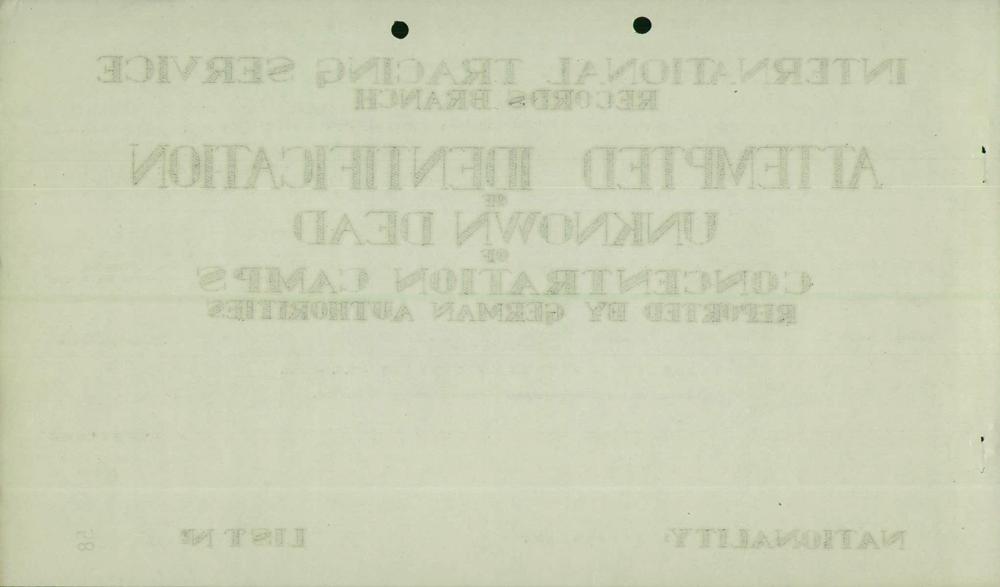 INTERNATIONAL TRACING SERVICE
RECORDS BRANCH
ATTEMPTED IDENTIFICATION
OF
UNKNOWN DEAD
OF
CONCENTRATION CAMPS
REPORTED BY GERMAN AUTHORITIES
NATIONALITY: LIST Nº 58